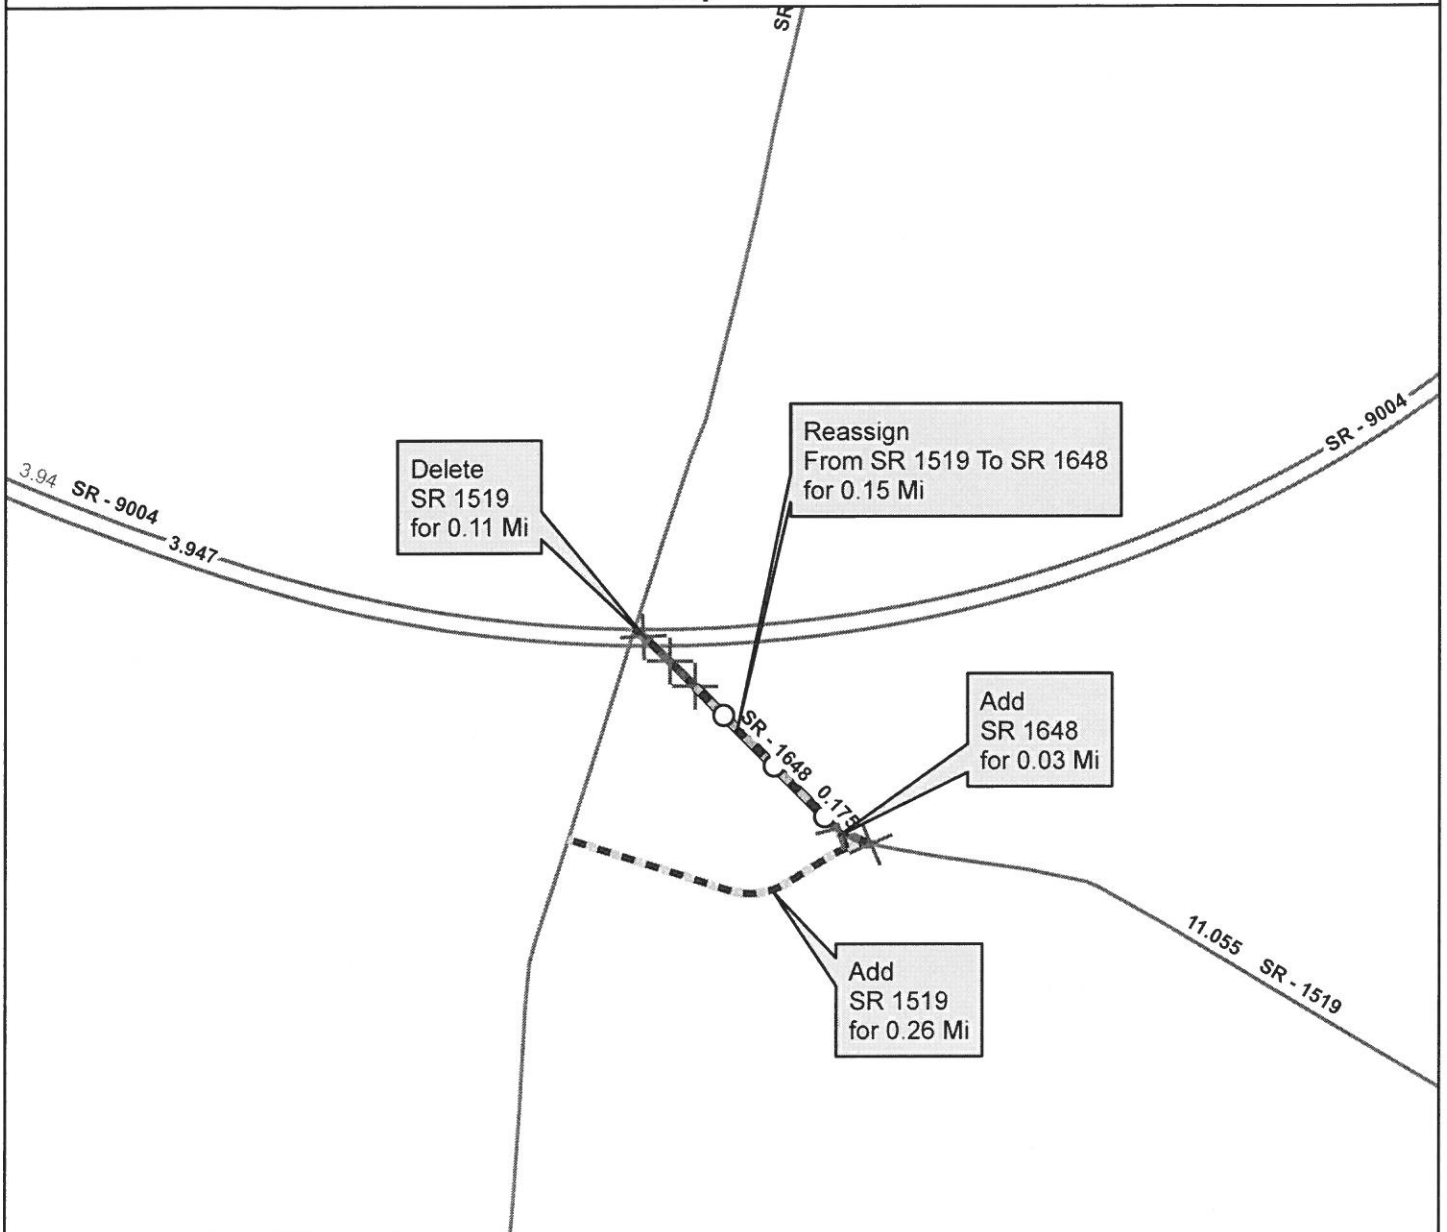 SR
Reassign
From SR 1519 To SR 1648
for 0.15 Mi
SR - 9004
Delete
SR 1519
for 0.11 Mi
3.94 SR - 9004
3.947
Add
SR 1648
for 0.03 Mi
SR - 1648 0.175
11.055 SR - 1519
Add
SR 1519
for 0.26 Mi